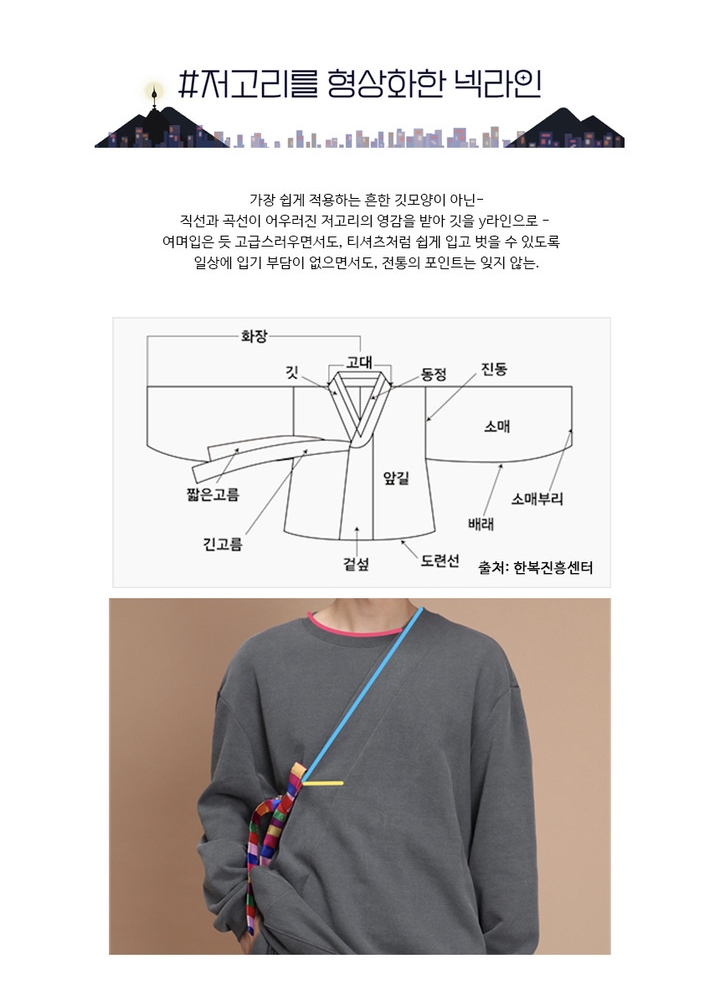 #저고리를 형상화한 넥라인
가장 쉽게 적용하는 흔한 깃모양이 아닌-
직선과 곡선이 어우러진 저고리의 영감을 받아 깃을 y라인으로 -
여며입은 듯 고급스러우면서도, 티셔츠처럼 쉽게 입고 벗을 수 있도록
일상에 입기 부담이 없으면서도, 전통의 포인트는 잊지 않는.
화장
고대
깃
동정
진동
소매
앞길
짧은고름
소매부리
배래
긴고름
겉섶
도련선
출처: 한복진흥센터